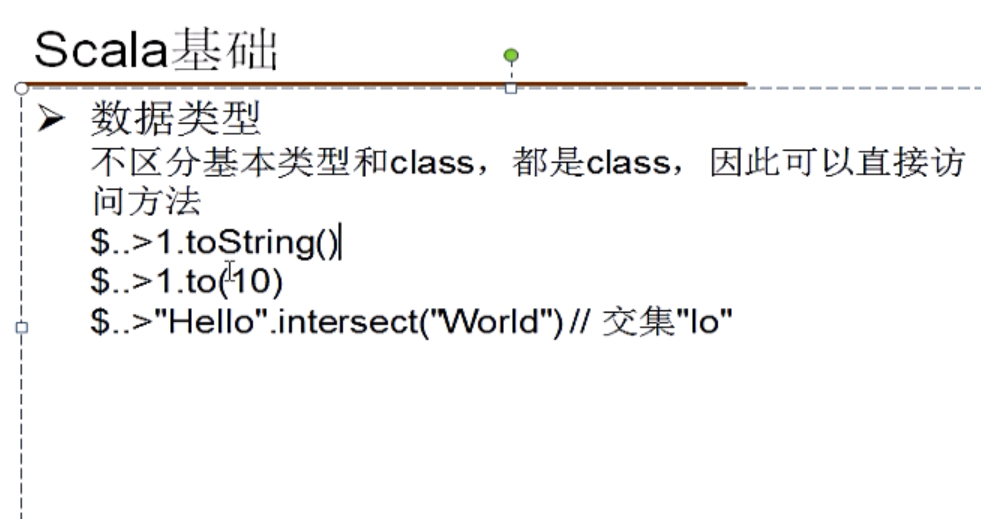 Scala基础
数据类型
不区分基本类型和class，都是class，因此可以直接访
问方法
$..>1.toString()
$..>1.to(10)
$..>"Hello".intersect("World") // 交集"lo"